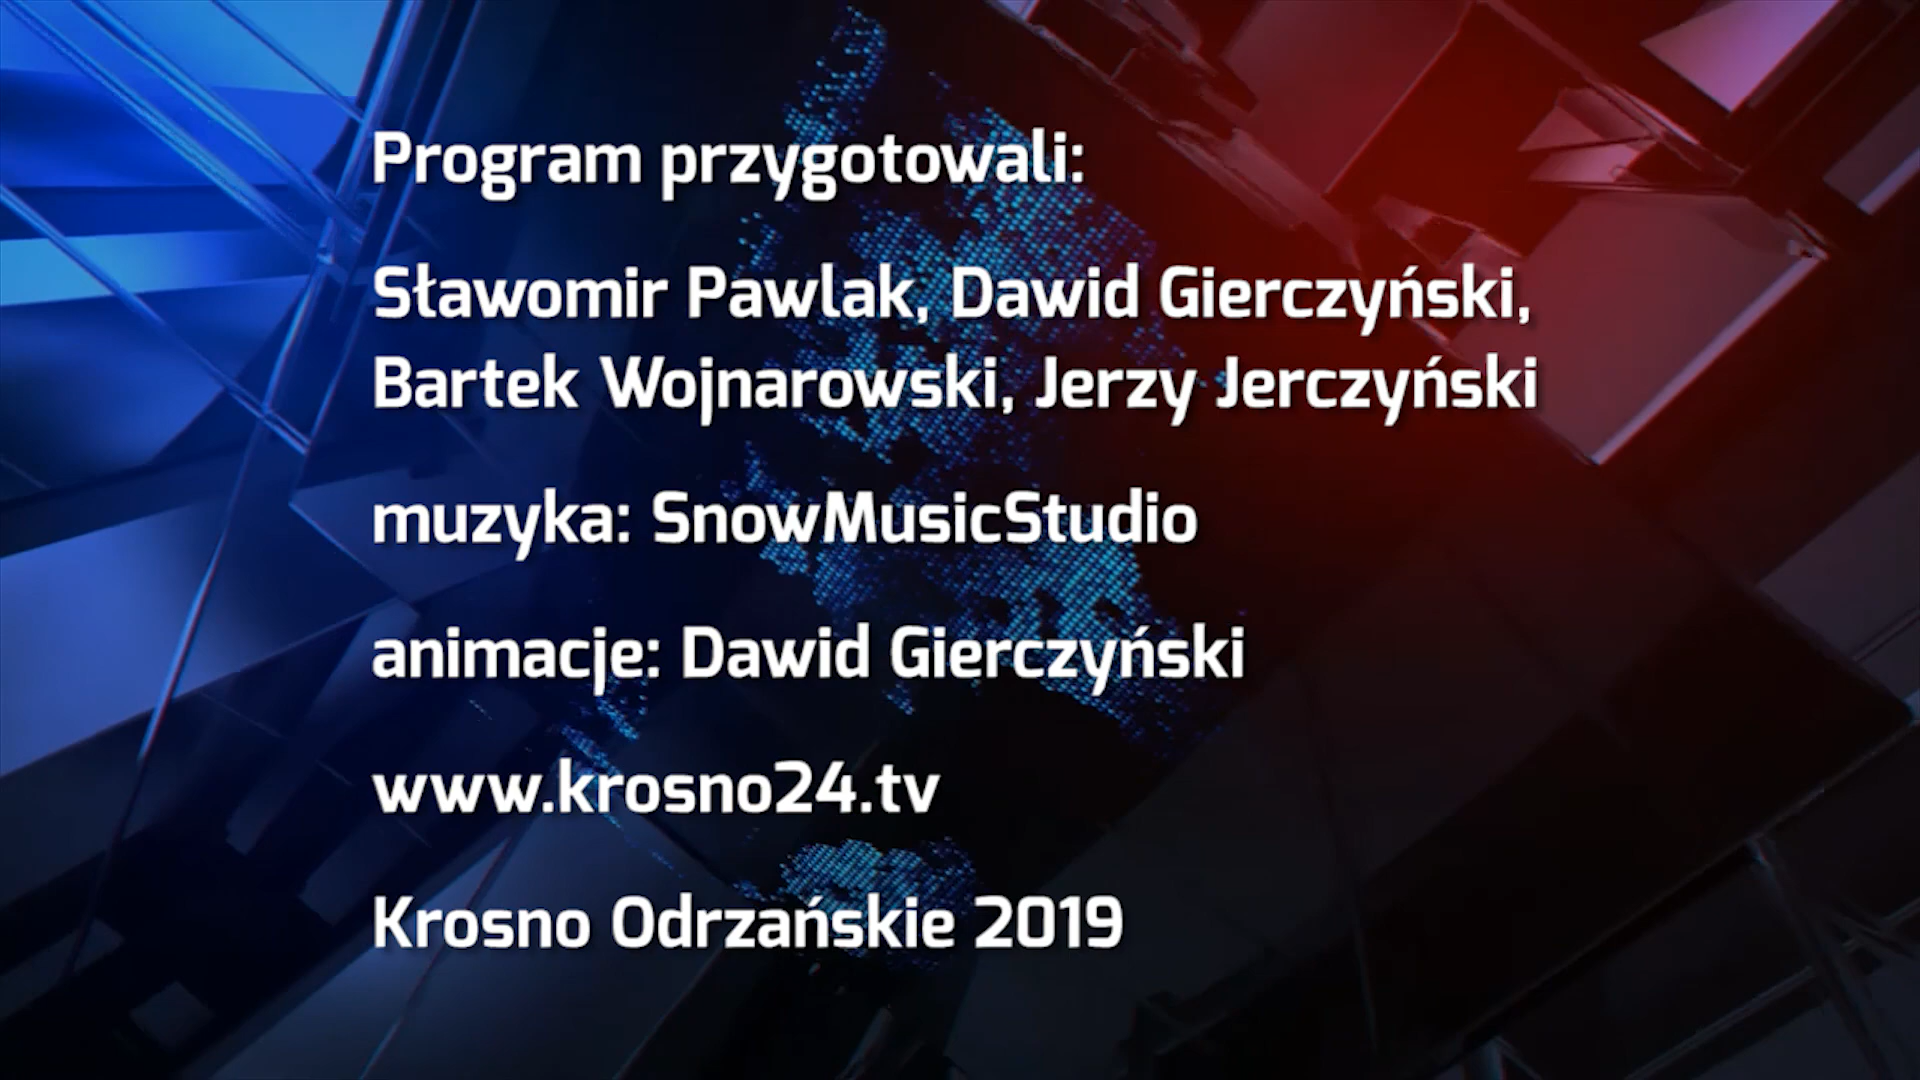 Program przygotowali:
Sławomir Pawlak, Dawid Gierczyński,
Bartek Wojnarowski, Jerzy Jerczyński
muzyka: SnowMusicStudio
animacje: Dawid Gierczyński
www.krosno24.tv
Krosno Odrzańskie 2019